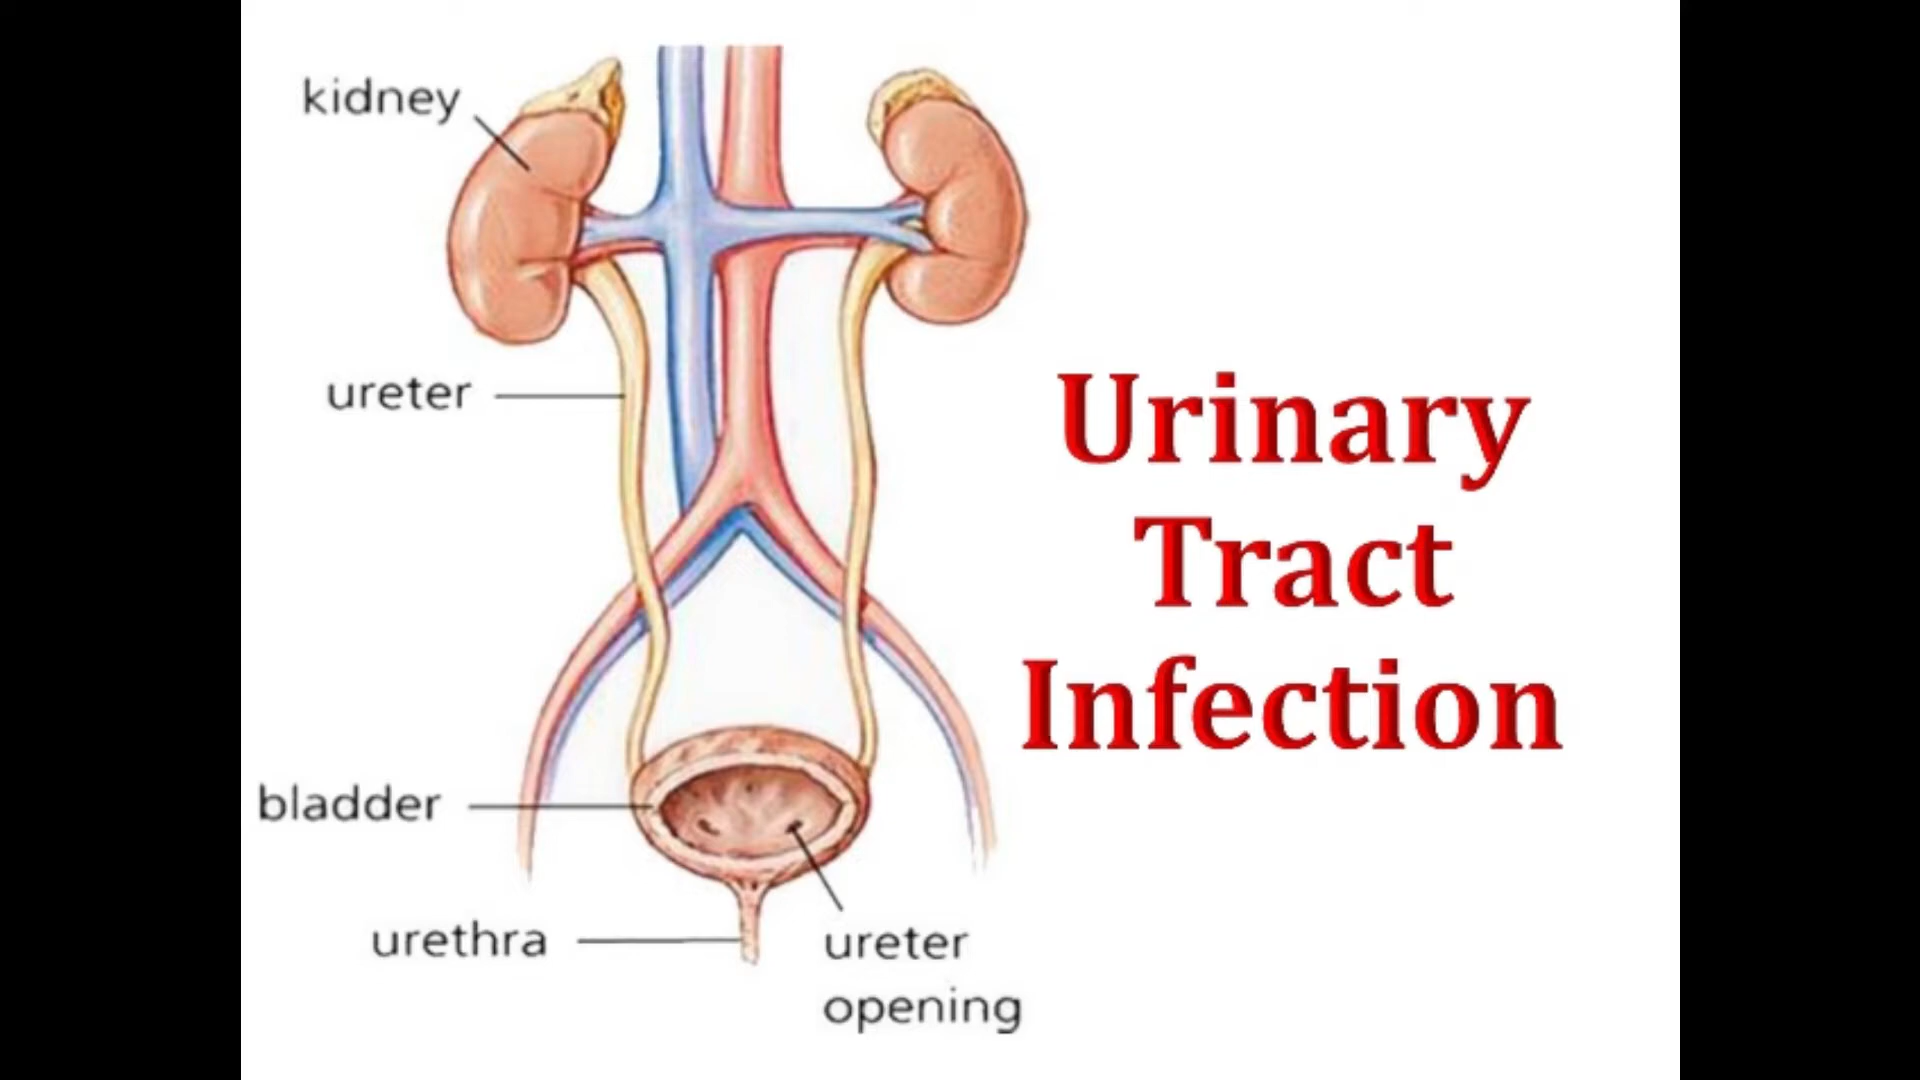 kidney
ureter
Urinary
Tract
Infection
bladder
urethra
ureter
opening